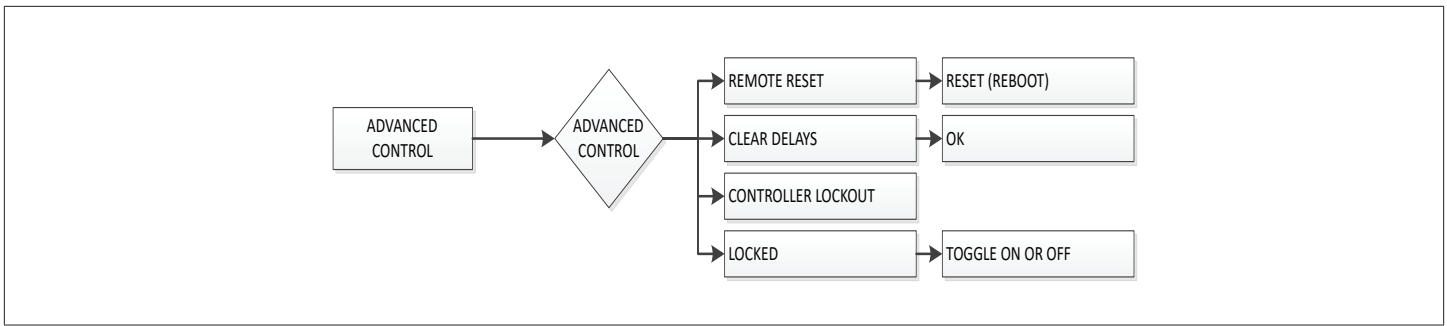 ADVANCED
CONTROL
ADVANCED
CONTROL
REMOTE RESET
RESET (REBOOT)
CLEAR DELAYS
OK
CONTROLLER LOCKOUT
LOCKED
TOGGLE ON OR OFF